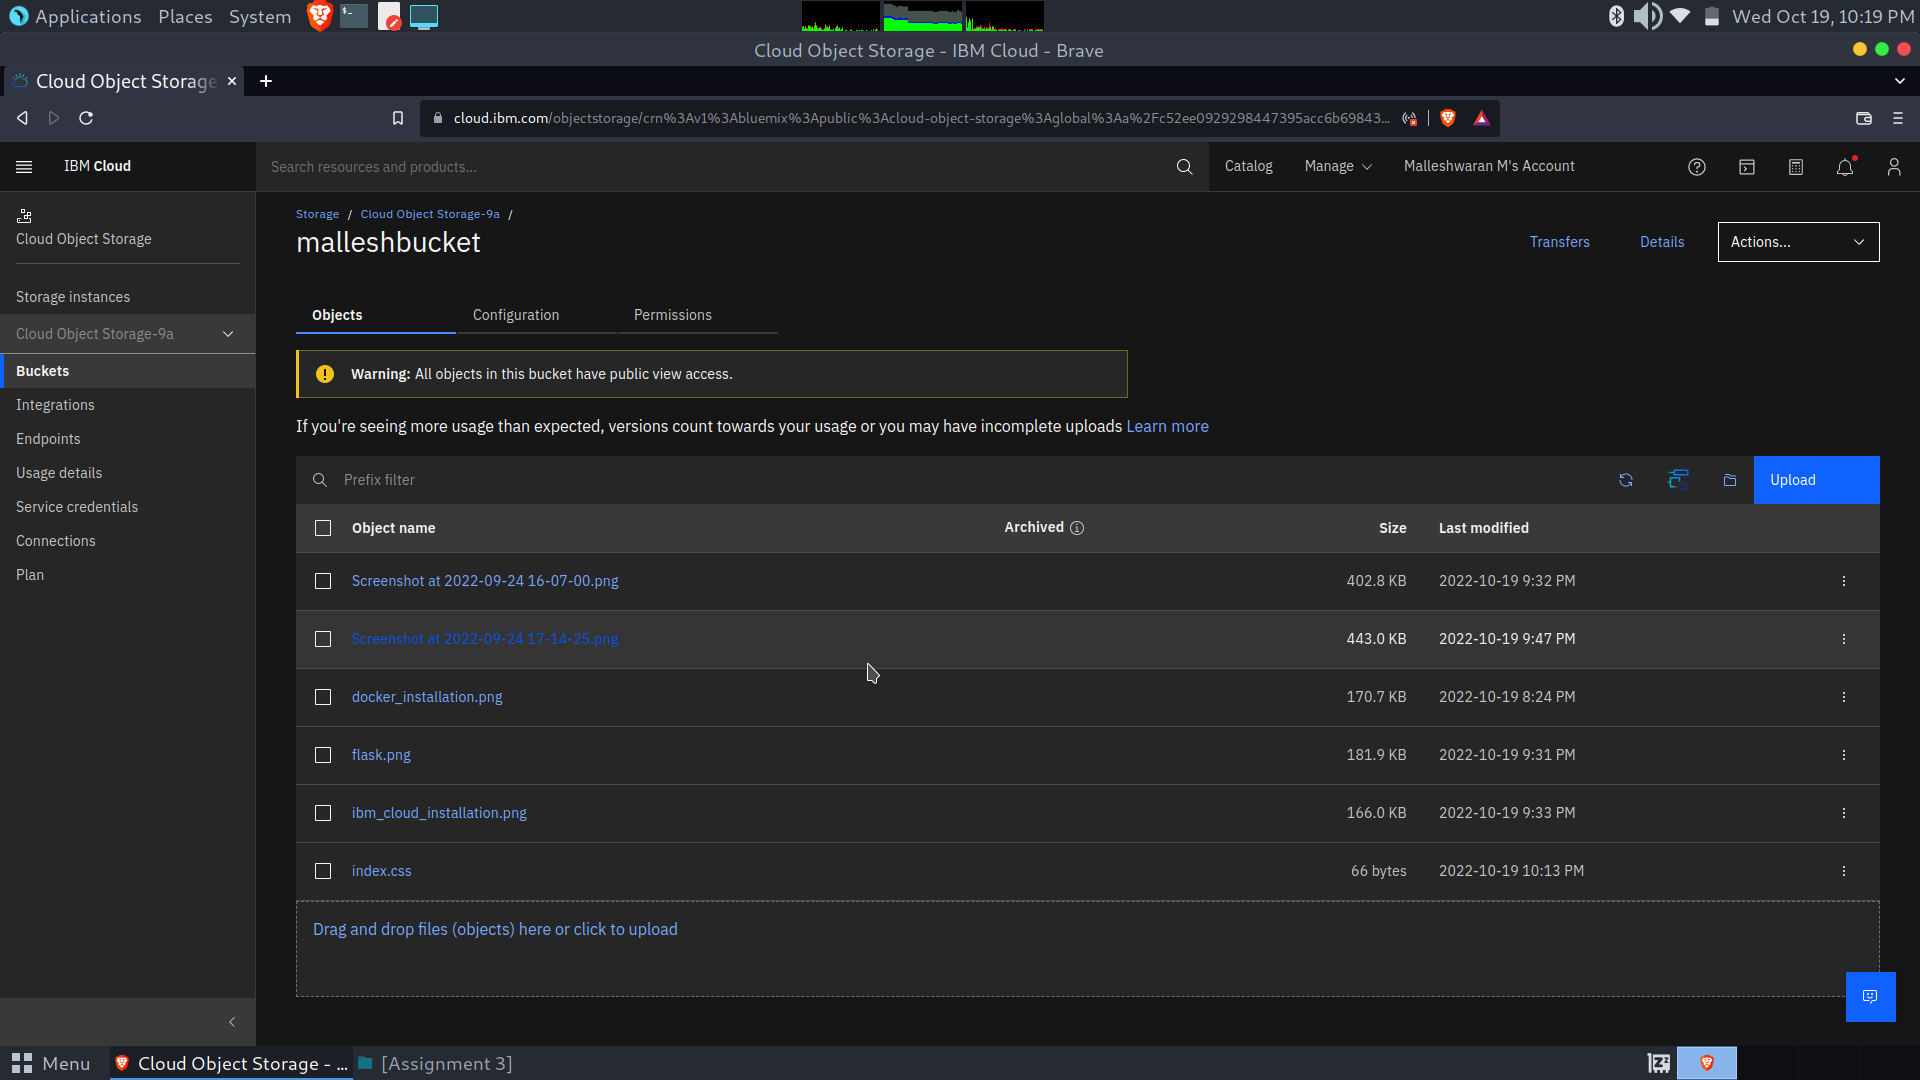 Applications Places System Wed Oct 19, 10:19 PM
Cloud Object Storage - IBM Cloud - Brave
Cloud Object Storage
cloud.ibm.com/objectstorage/crn%3Av1%3Abluemix%3Apublic%3Acloud-object-storage%3Aglobal%3Aa%2Fc52ee0929298447395acc6b69843...
IBM Cloud Search resources and products... Catalog Manage Malleshwaran M's Account
Cloud Object Storage
Storage instances
Cloud Object Storage-9a
Buckets
Integrations
Endpoints
Usage details
Service credentials
Connections
Plan
Storage / Cloud Object Storage-9a /
malleshbucket
Transfers Details Actions...
Objects Configuration Permissions
Warning: All objects in this bucket have public view access.
If you're seeing more usage than expected, versions count towards your usage or you may have incomplete uploads Learn more
Prefix filter Upload
Object name Archived Size Last modified
Screenshot at 2022-09-24 16-07-00.png 402.8 KB 2022-10-19 9:32 PM
Screenshot at 2022-09-24 17-14-25.png 443.0 KB 2022-10-19 9:47 PM
docker_installation.png 170.7 KB 2022-10-19 8:24 PM
flask.png 181.9 KB 2022-10-19 9:31 PM
ibm_cloud_installation.png 166.0 KB 2022-10-19 9:33 PM
index.css 66 bytes 2022-10-19 10:13 PM
Drag and drop files (objects) here or click to upload
Menu Cloud Object Storage - ... [Assignment 3]